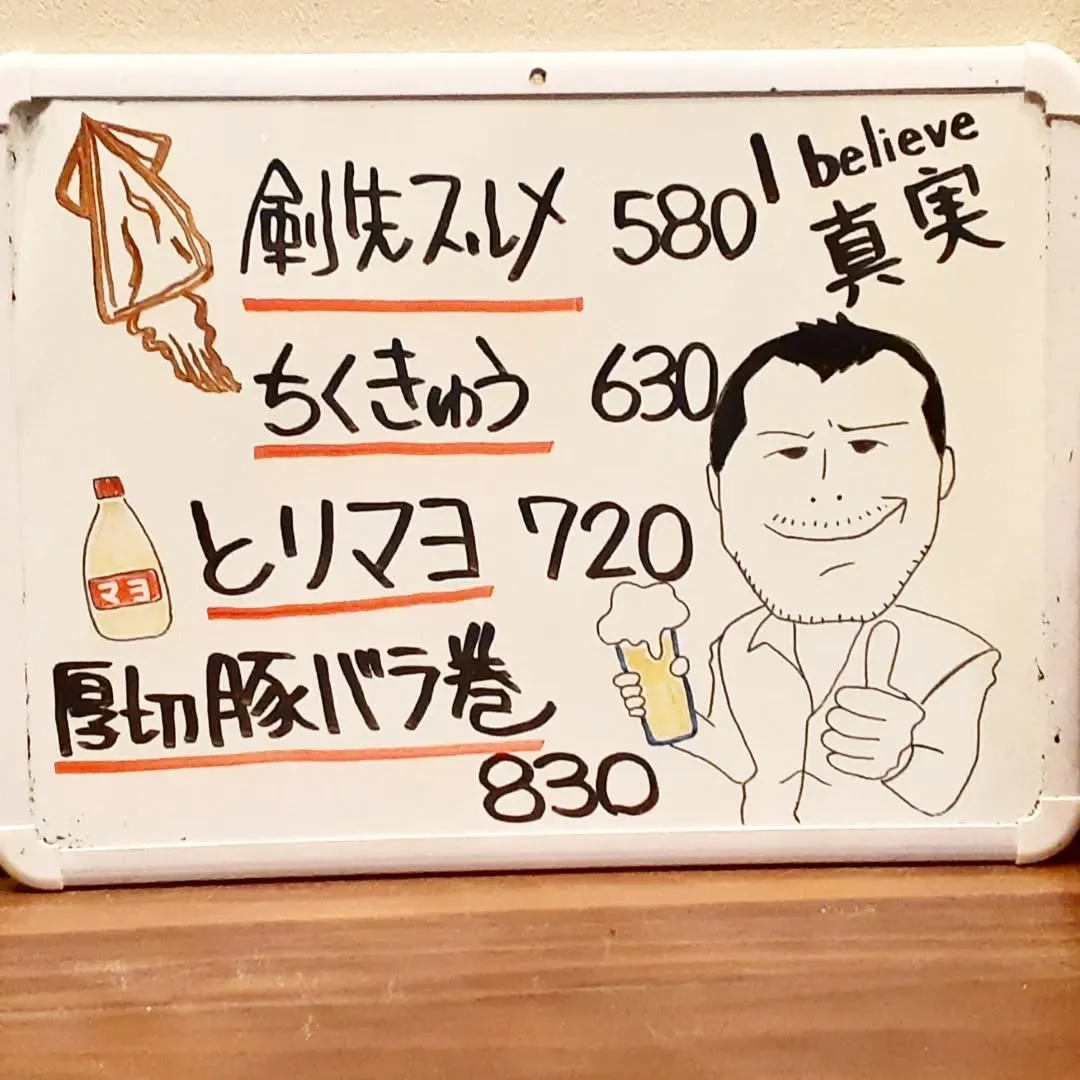 剣先スルメ 580
ちくきゅう 630
とりマヨ 720
厚切豚バラ巻
830
I believe
真実
マヨ